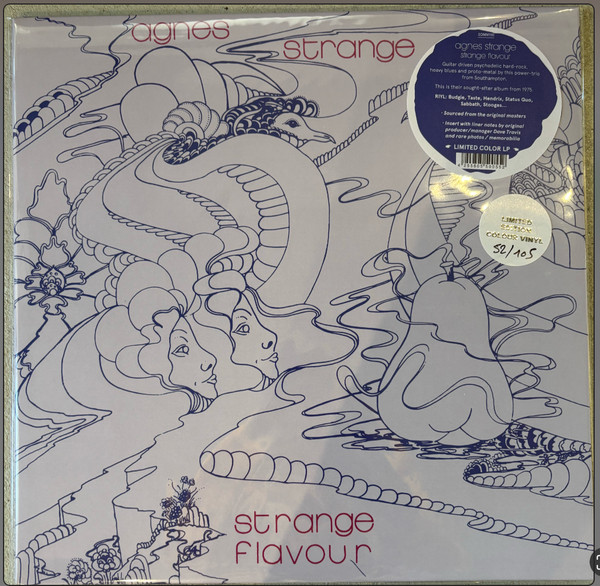 agnes
strange
agnes strange
strange flavour
Guitar driven psychedelic hard-rock,
heavy blues and proto-metal by this power-trio
from Southampton.
This is their sought-after album from 1975.
RIYL: Budgie, Taste, Hendrix, Status Quo,
Sabbath, Stooges...
· Sourced from the original masters
· Insert with liner notes by original
producer/manager Dave Travis
and rare photos / memorabilia
LIMITED COLOR LP
LIMITED
EDITION
COLOUR VINYL
52/105
strange
flavour